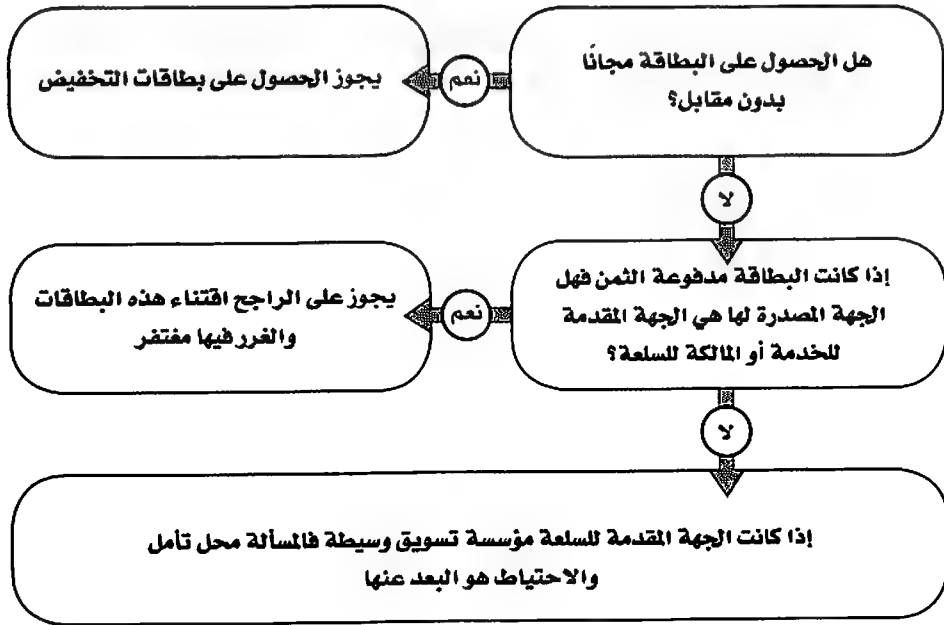 هل الحصول على البطاقة مجانًا
بدون مقابل؟
نعم
يجوز الحصول على بطاقات التخفيض
لا
إذا كانت البطاقة مدفوعة الثمن فهل
الجهة المصدرة لها هي الجهة المقدمة
للخدمة أو المالكة للسلعة؟
نعم
يجوز على الراجح اقتناء هذه البطاقات
والغرر فيها مغتفر
لا
إذا كانت الجهة المقدمة للسلعة مؤسسة تسويق وسيطة فالمسألة محل تأمل
والاحتياط هو البعد عنها